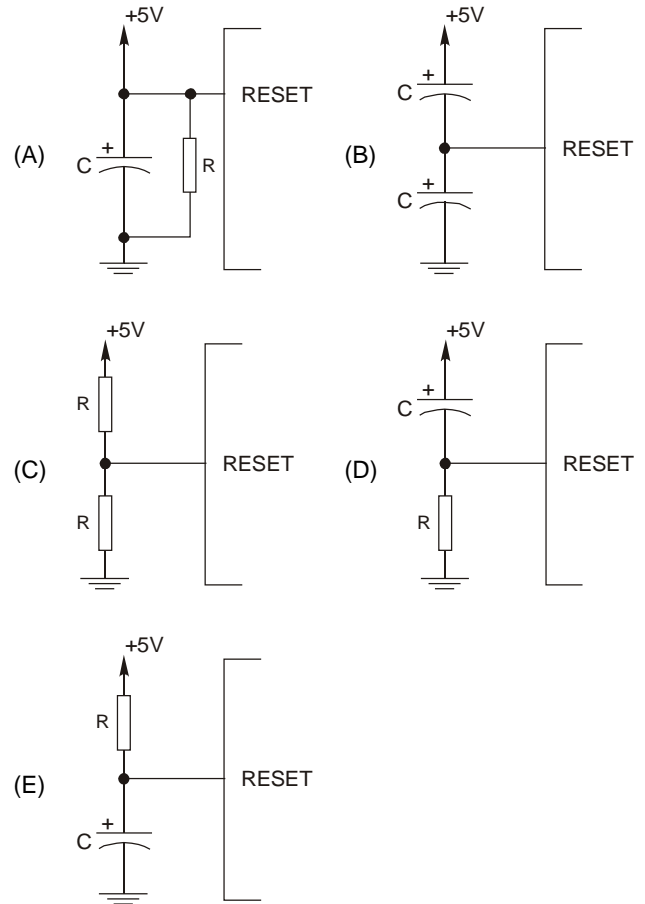 +5V
RESET
(A)
+
C
R
+5V
+
C
(B)
RESET
+
C
+5V
R
(C)
RESET
R
+5V
+
C
(D)
RESET
R
+5V
R
(E)
RESET
+
C